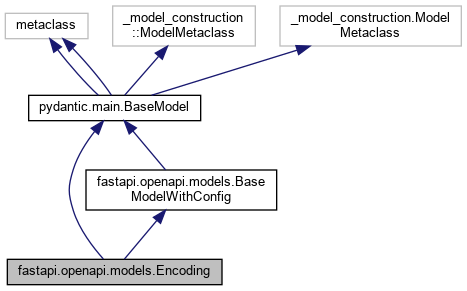 metaclass
_model_construction
::ModelMetaclass
_model_construction.Model
Metaclass
pydantic.main.BaseModel
fastapi.openapi.models.Base
ModelWithConfig
fastapi.openapi.models.Encoding